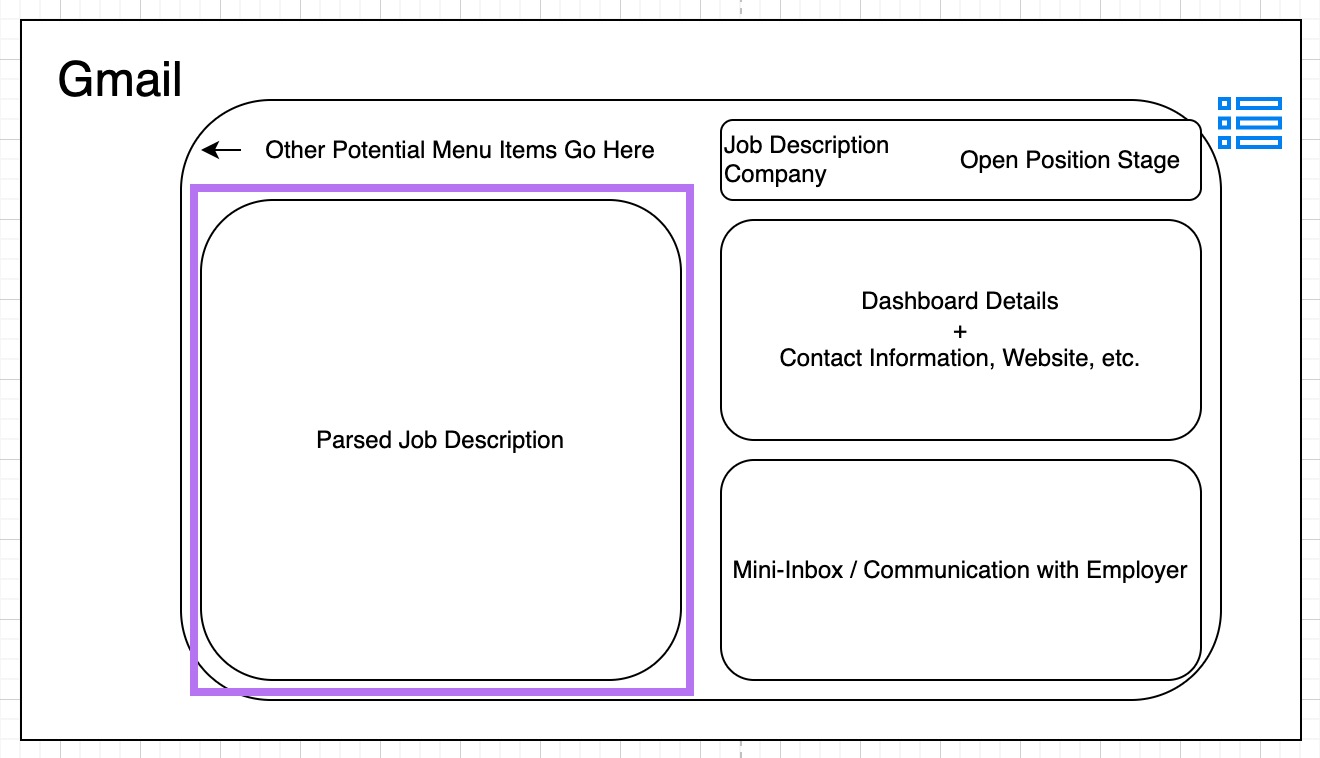 Gmail
Other Potential Menu Items Go Here
Job Description
Company
Open Position Stage
Parsed Job Description
Dashboard Details
+
Contact Information, Website, etc.
Mini-Inbox / Communication with Employer